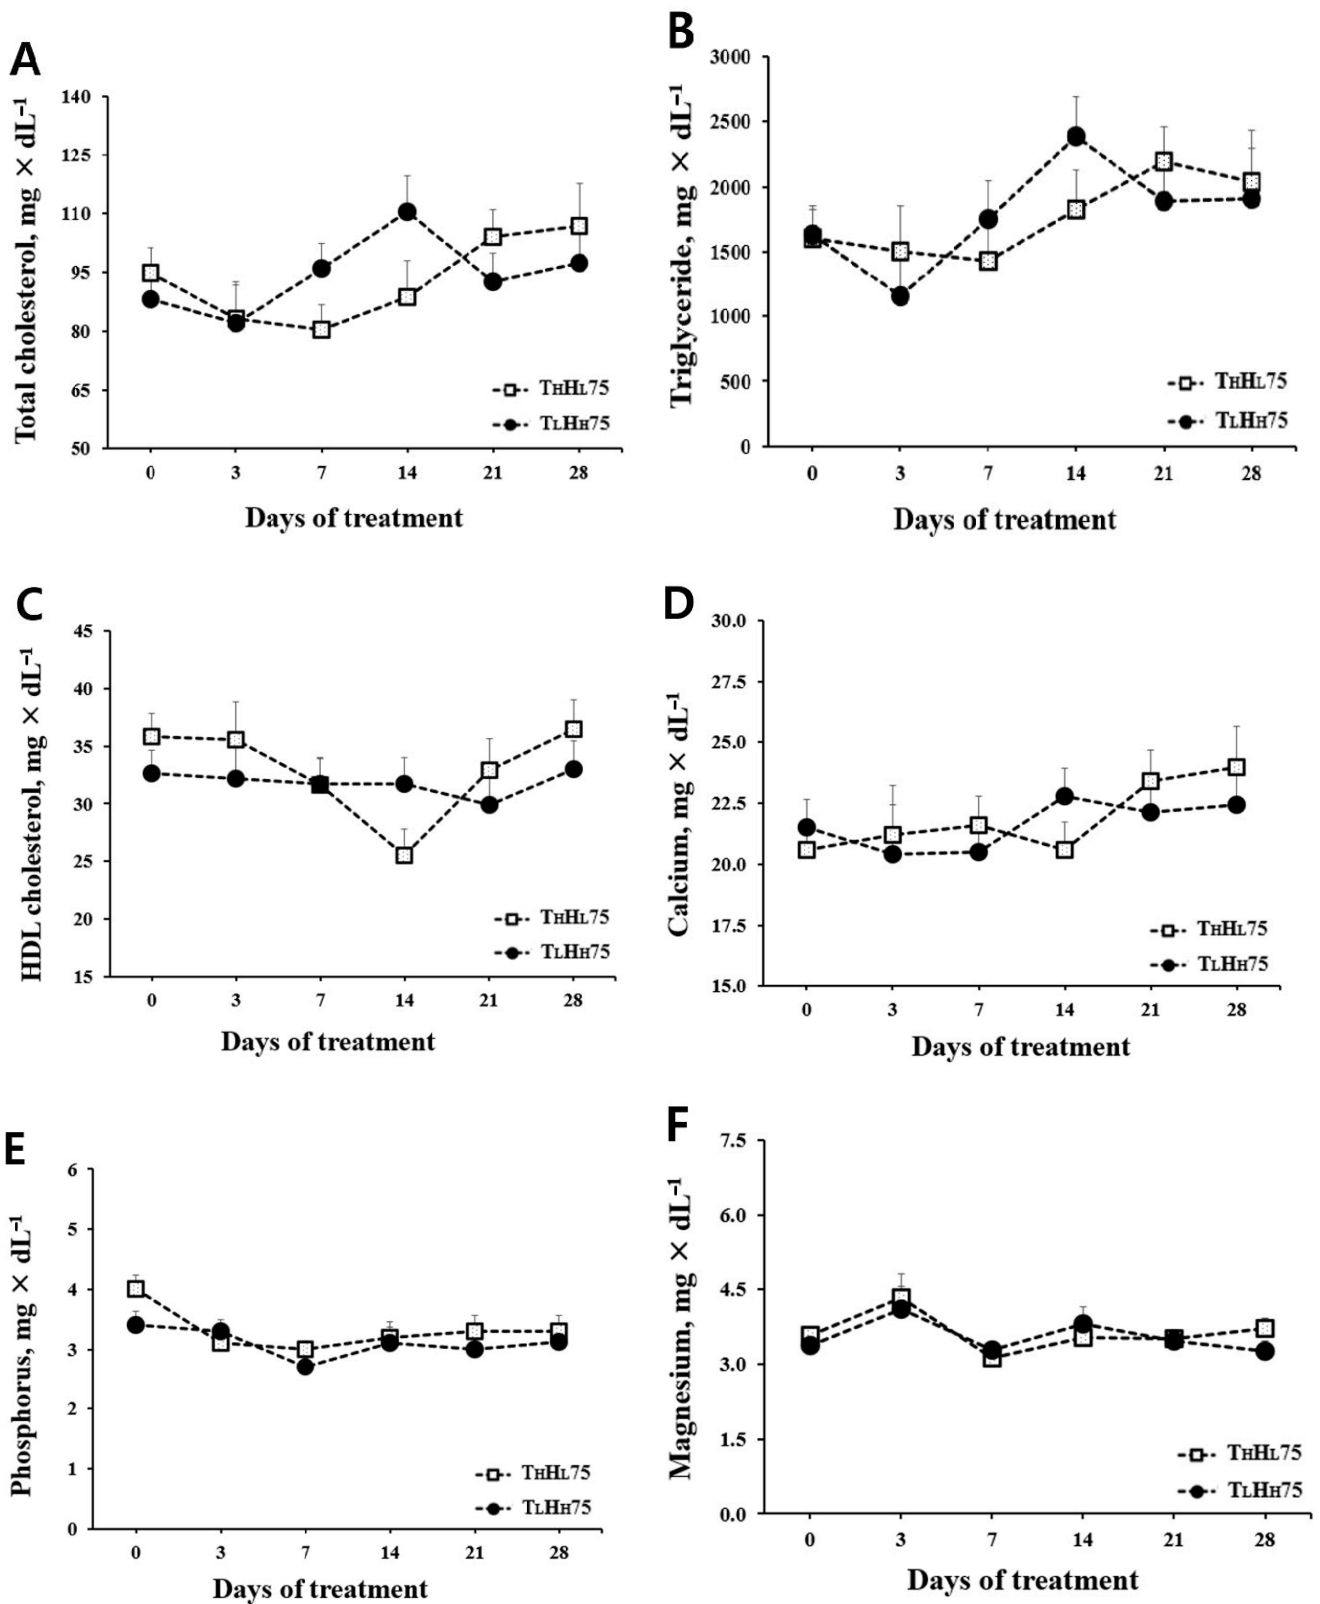 A
Total cholesterol, mg × dL⁻¹
140
125
110
95
80
65
50
THHL75
TLHH75
0 3 7 14 21 28
Days of treatment
B
Triglyceride, mg × dL⁻¹
3000
2500
2000
1500
1000
500
0
THHL75
TLHH75
0 3 7 14 21 28
Days of treatment
C
HDL cholesterol, mg × dL⁻¹
45
40
35
30
25
20
15
THHL75
TLHH75
0 3 7 14 21 28
Days of treatment
D
Calcium, mg × dL⁻¹
30.0
27.5
25.0
22.5
20.0
17.5
15.0
THHL75
TLHH75
0 3 7 14 21 28
Days of treatment
E
Phosphorus, mg × dL⁻¹
6
5
4
3
2
1
0
THHL75
TLHH75
0 3 7 14 21 28
Days of treatment
F
Magnesium, mg × dL⁻¹
7.5
6.0
4.5
3.0
1.5
0.0
THHL75
TLHH75
0 3 7 14 21 28
Days of treatment